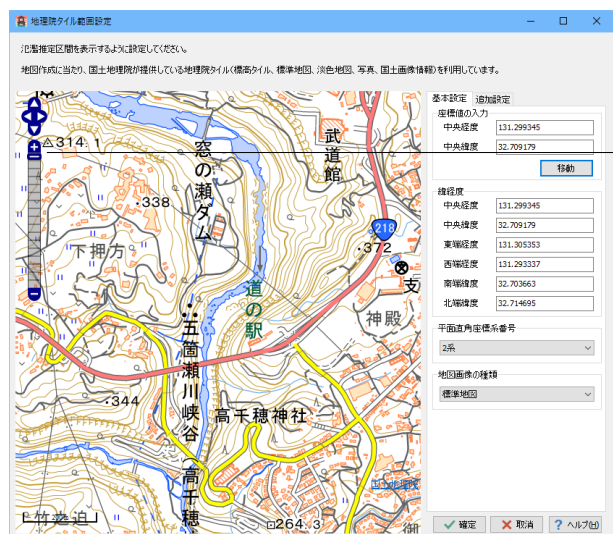 地理院タイル範囲設定
氾濫推定区間を表示するように設定してください。
地図作成に当たり、国土地理院が提供している地理院タイル(標高タイル、標準地図、淡色地図、写真、国土画像情報)を利用しています。
314.1
窓の瀬ダム
武道館
338
下押方
218
372
支
道の駅
神殿
五箇瀬川峡谷(高千穂
344
高千穂神社
国土地理院
竹之迫
264.3
御
基本設定 追加設定
座標値の入力
中央経度 131.299345
中央緯度 32.709179
移動
緯経度
中央経度 131.299345
中央緯度 32.709179
東端経度 131.305353
西端経度 131.293337
南端緯度 32.703663
北端緯度 32.714695
平面直角座標系番号
2系
地図画像の種類
標準地図
確定 取消 ヘルプ(H)